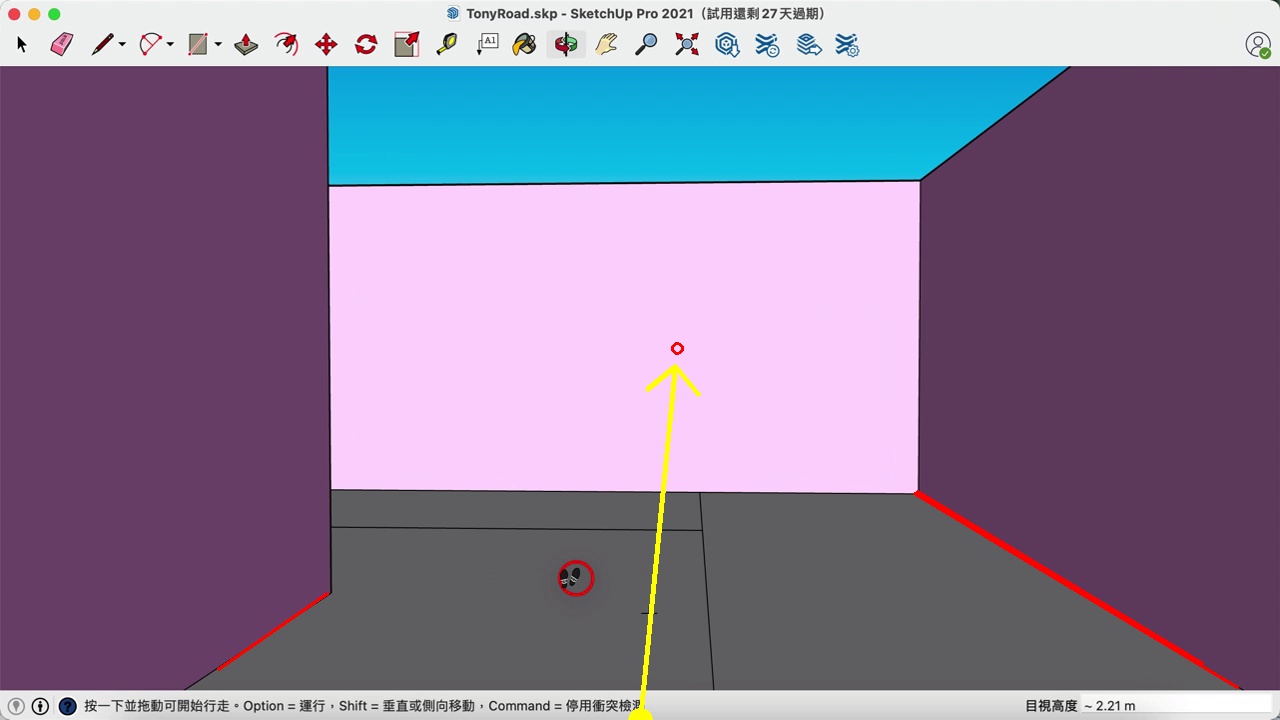 TonyRoad.skp - SketchUp Pro 2021（試用還剩 27 天過期）
A1
按一下並拖動可開始行走。Option = 運行，Shift = 垂直或側向移動，Command = 停用衝突檢測
目視高度 ~ 2.21 m